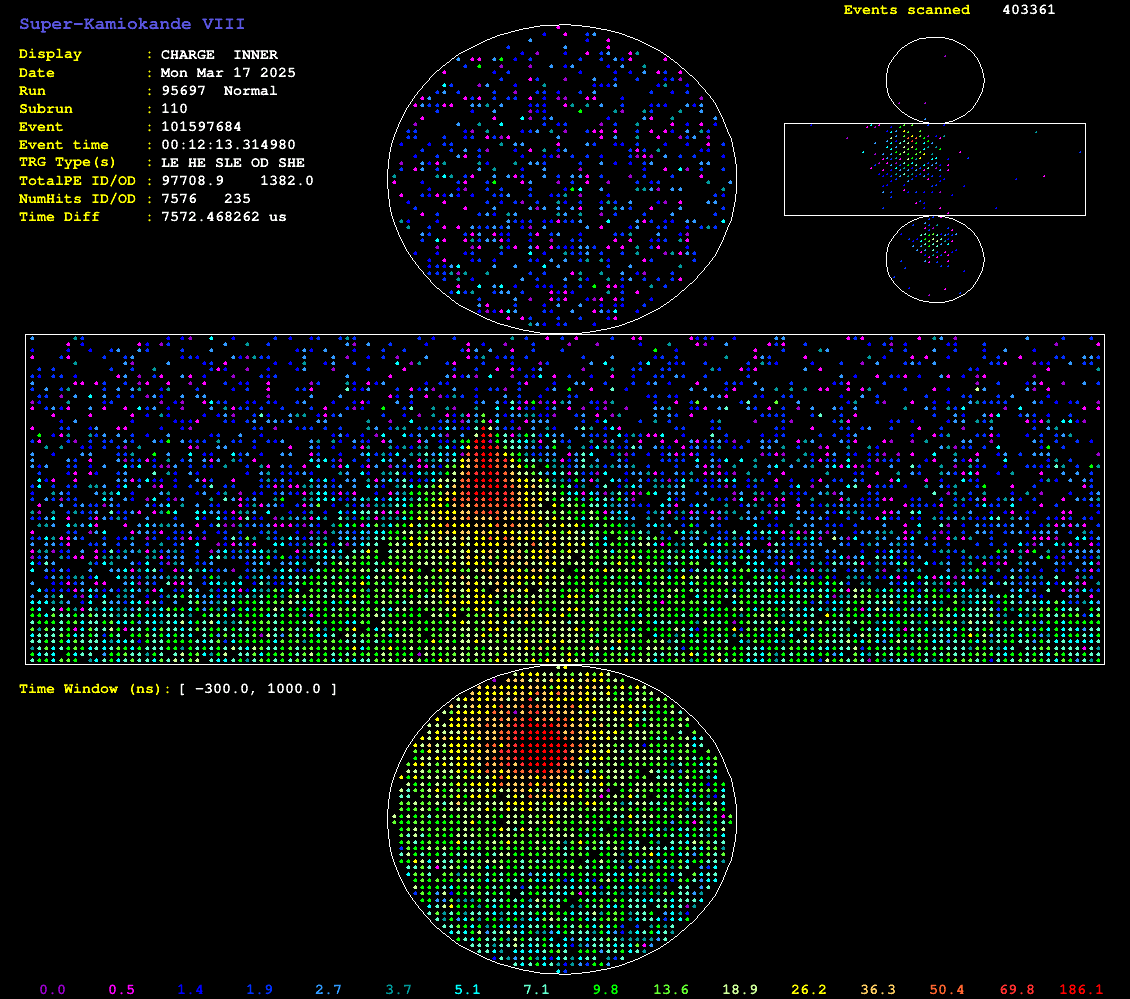 Super-Kamiokande VIII
Events scanned 403361
Display : CHARGE INNER
Date : Mon Mar 17 2025
Run : 95697 Normal
Subrun : 110
Event : 101597684
Event time : 00:12:13.314980
TRG Type(s) : LE HE SLE OD SHE
TotalPE ID/OD : 97708.9 1382.0
NumHits ID/OD : 7576 235
Time Diff : 7572.468262 us
Time Window (ns): [ -300.0, 1000.0 ]
0.0 0.5 1.4 1.9 2.7 3.7 5.1 7.1 9.8 13.6 18.9 26.2 36.3 50.4 69.8 186.1